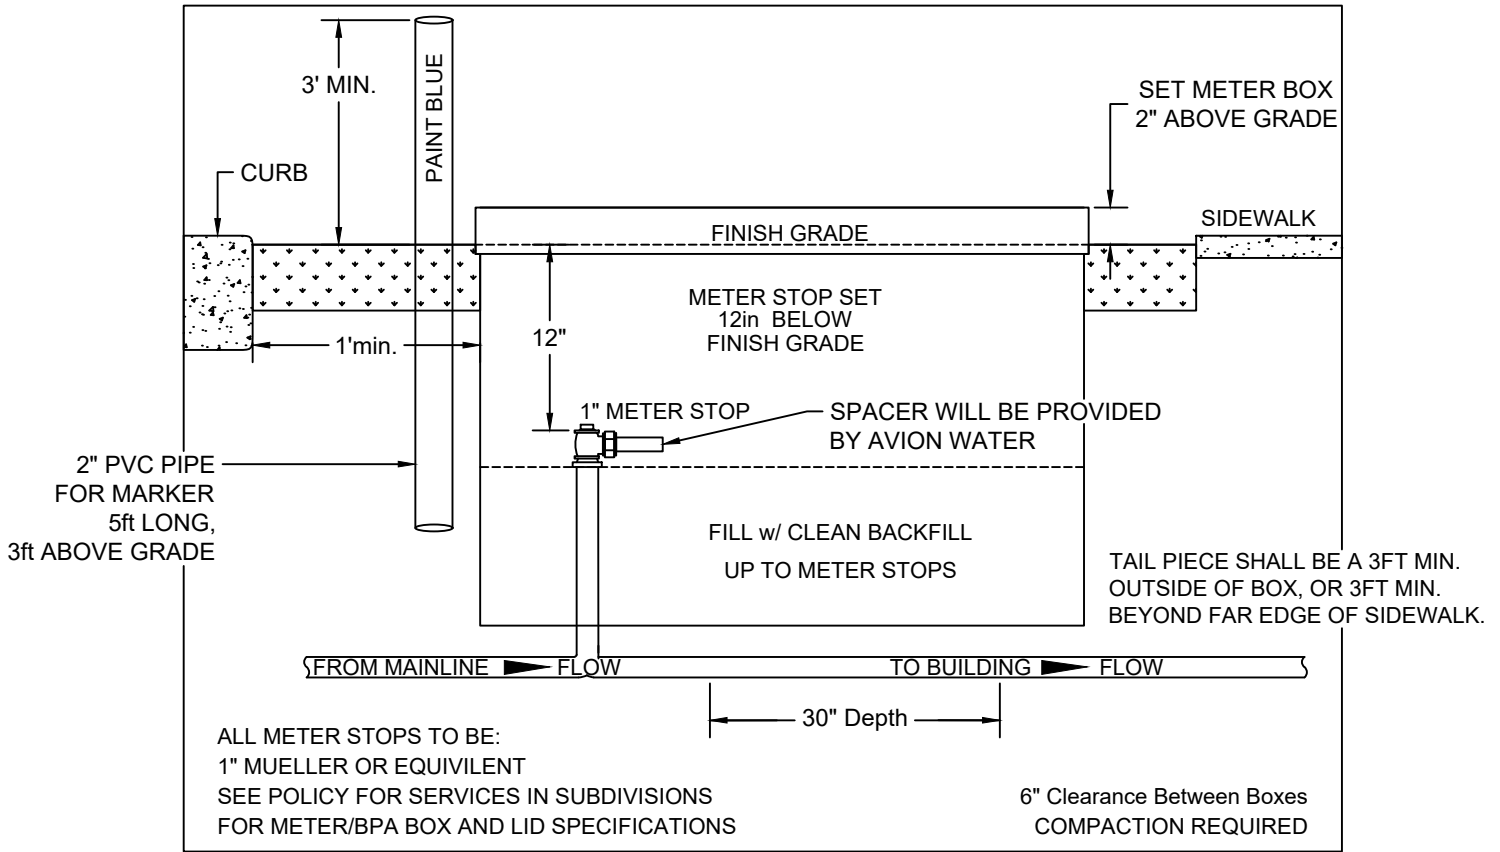 3' MIN.
PAINT BLUE
SET METER BOX
2" ABOVE GRADE
CURB
SIDEWALK
FINISH GRADE
METER STOP SET
12in BELOW
FINISH GRADE
12"
1'min.
1" METER STOP
SPACER WILL BE PROVIDED
BY AVION WATER
2" PVC PIPE
FOR MARKER
5ft LONG,
3ft ABOVE GRADE
FILL w/ CLEAN BACKFILL
UP TO METER STOPS
TAIL PIECE SHALL BE A 3FT MIN.
OUTSIDE OF BOX, OR 3FT MIN.
BEYOND FAR EDGE OF SIDEWALK.
FROM MAINLINE FLOW
TO BUILDING FLOW
30" Depth
ALL METER STOPS TO BE:
1" MUELLER OR EQUIVILENT
SEE POLICY FOR SERVICES IN SUBDIVISIONS
FOR METER/BPA BOX AND LID SPECIFICATIONS
6" Clearance Between Boxes
COMPACTION REQUIRED